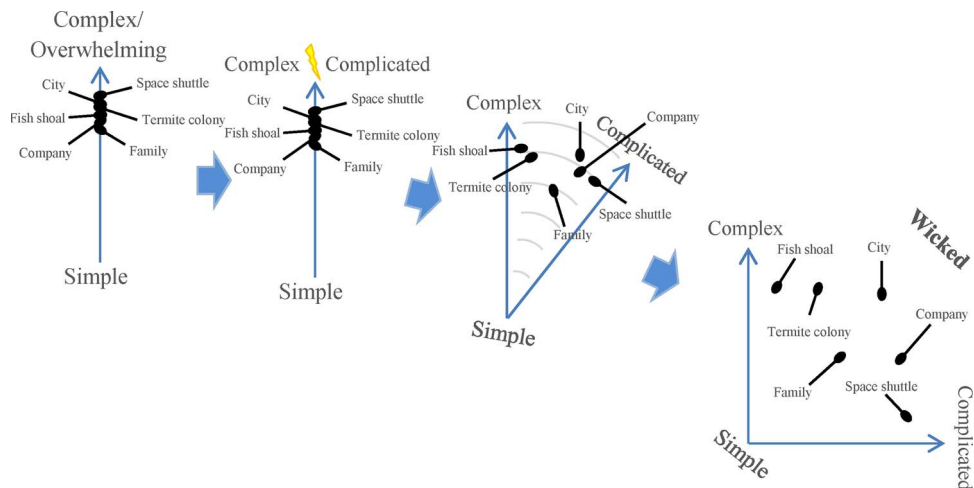 Complex/
Overwhelming
City
Space shuttle
Fish shoal
Termite colony
Company
Family
Simple
Complex
Complicated
City
Space shuttle
Fish shoal
Termite colony
Company
Family
Simple
Complex
City
Company
Complicated
Fish shoal
Termite colony
Space shuttle
Family
Simple
Complex
Wicked
Fish shoal
City
Company
Termite colony
Family
Space shuttle
Simple
Complicated